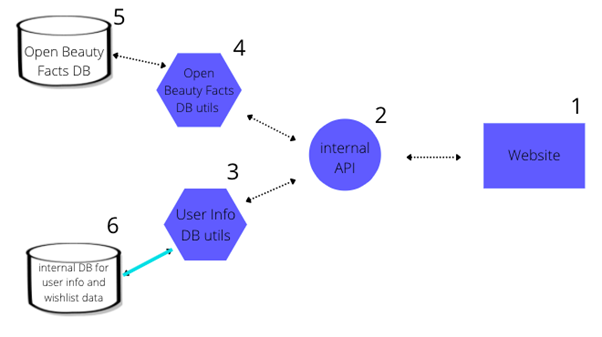 5
Open Beauty
Facts DB
4
Open
Beauty Facts
DB utils
2
internal
API
1
Website
3
User Info
DB utils
6
internal DB for
user info and
wishlist data